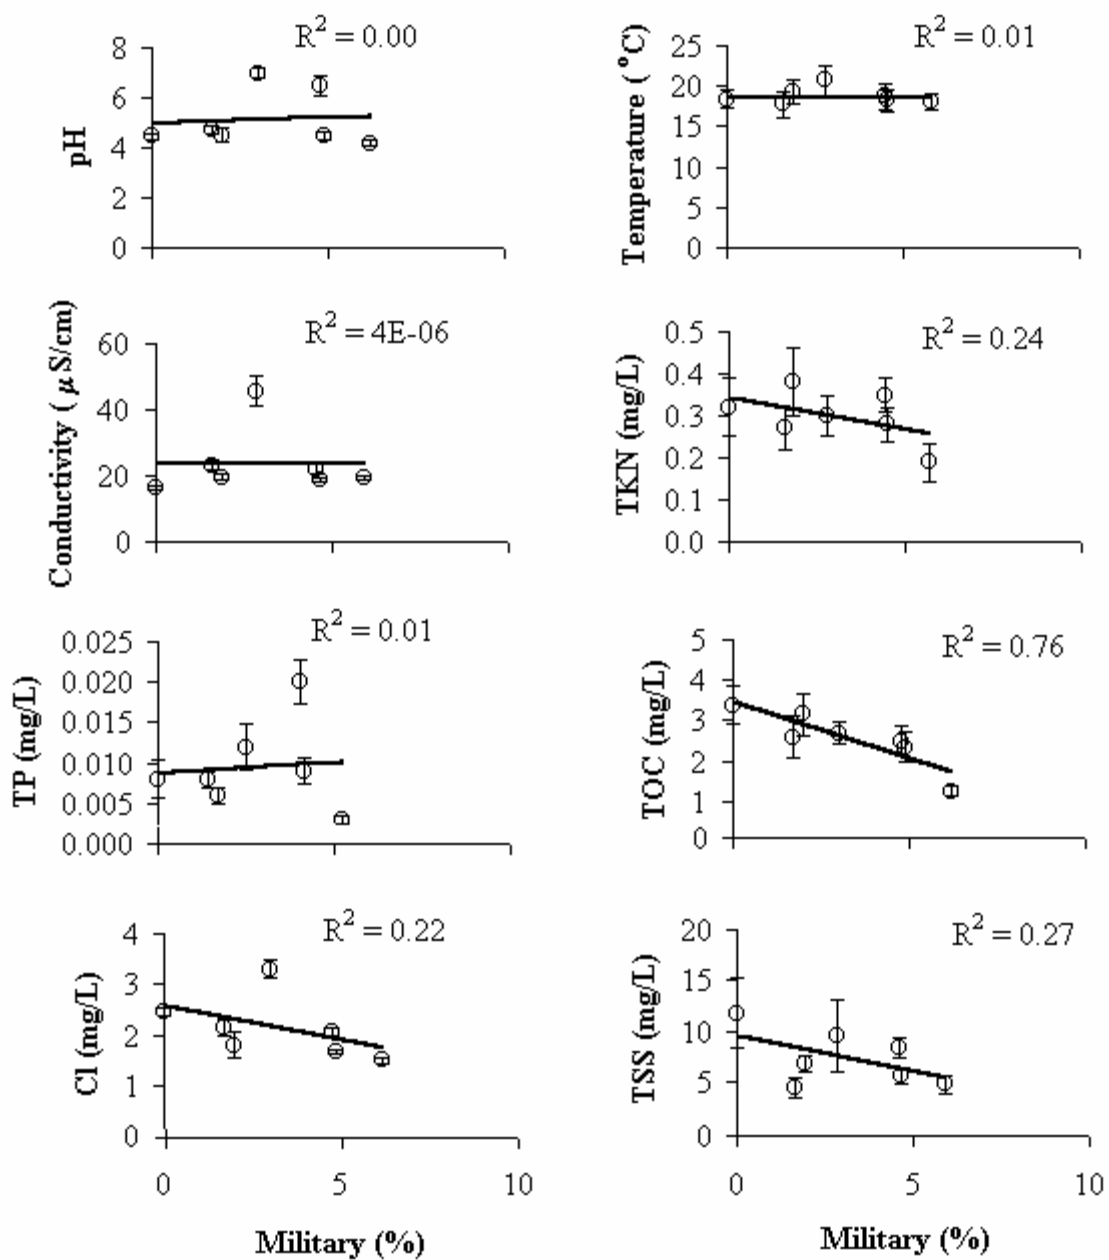 R² = 0.00
8
6
4
2
0
pH
R² = 0.01
25
20
15
10
5
0
Temperature ( °C)
R² = 4E-06
60
40
20
0
Conductivity ( μS/cm)
R² = 0.24
0.5
0.4
0.3
0.2
0.1
0.0
TKN (mg/L)
R² = 0.01
0.025
0.020
0.015
0.010
0.005
0.000
TP (mg/L)
R² = 0.76
5
4
3
2
1
0
TOC (mg/L)
R² = 0.22
4
3
2
1
0
Cl (mg/L)
0 5 10
Military (%)
R² = 0.27
20
15
10
5
0
TSS (mg/L)
0 5 10
Military (%)